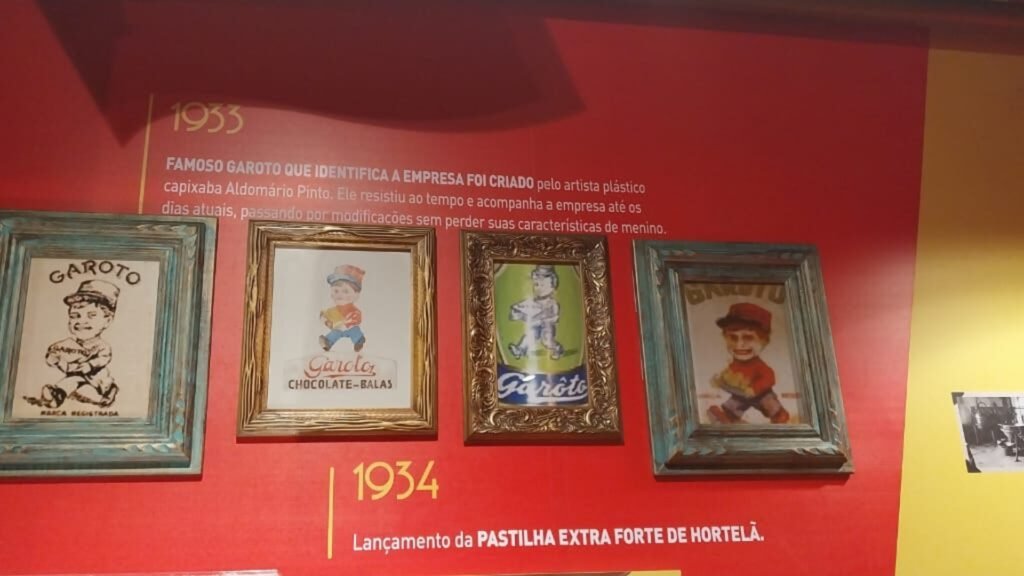 1933
FAMOSO GAROTO QUE IDENTIFICA A EMPRESA FOI CRIADO pelo artista plástico
capixaba Aldomário Pinto. Ele resistiu ao tempo e acompanha a empresa até os
dias atuais, passando por modificações sem perder suas características de menino.
GAROTO
MARCA REGISTRADA
Garoto
CHOCOLATE-BALAS
Garôto
GAROTO
1934
Lançamento da PASTILHA EXTRA FORTE DE HORTELÃ.